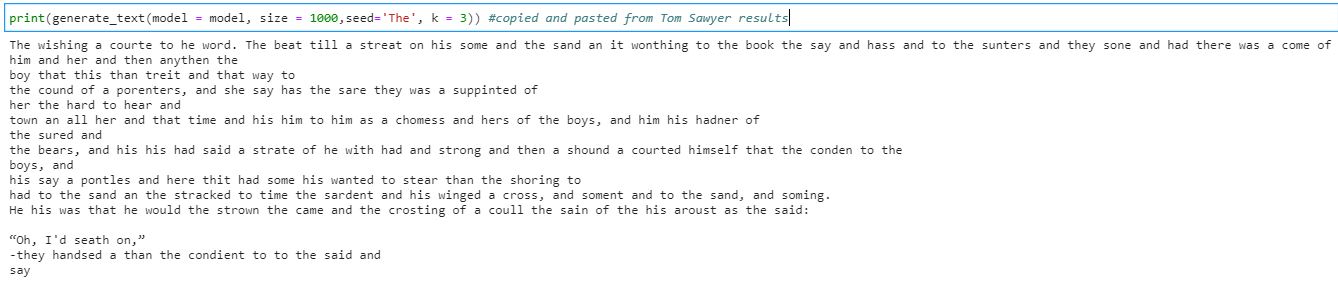 print(generate_text(model = model, size = 1000,seed='The', k = 3)) #copied and pasted from Tom Sawyer results
The wishing a courte to he word. The beat till a streat on his some and the sand an it wonthing to the book the say and hass and to the sunters and they sone and had there was a come of
him and her and then anythen the
boy that this than treit and that way to
the cound of a porenters, and she say has the sare they was a suppinted of
her the hard to hear and
town an all her and that time and his him to him as a chomess and hers of the boys, and him his hadner of
the sured and
the bears, and his his had said a strate of he with had and strong and then a shound a courted himself that the conden to the
boys, and
his say a pontles and here thit had some his wanted to stear than the shoring to
had to the sand an the stracked to time the sardent and his winged a cross, and soment and to the sand, and soming.
He his was that he would the strown the came and the crosting of a coull the sain of the his aroust as the said:
“Oh, I'd seath on,”
-they handsed a than the condient to to the said and
say